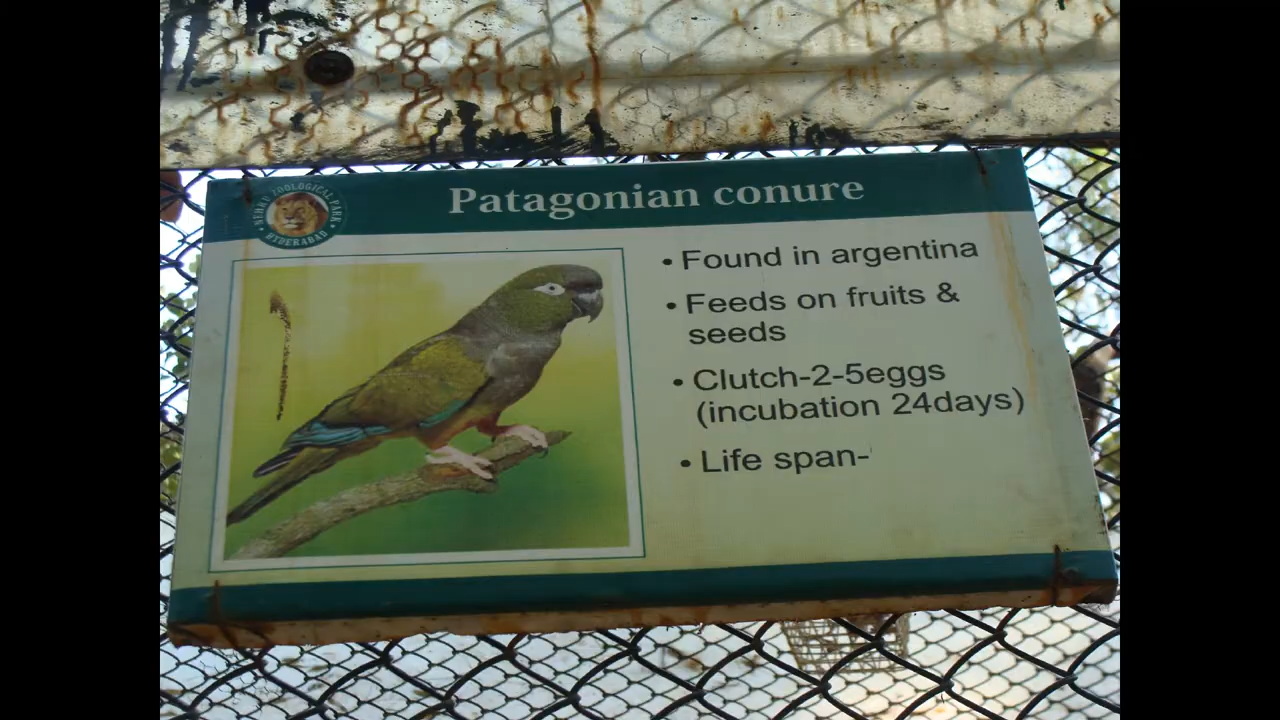 NEHRU ZOOLOGICAL PARK
HYDERABAD
Patagonian conure
• Found in argentina
• Feeds on fruits &
seeds
• Clutch-2-5eggs
(incubation 24days)
• Life span-